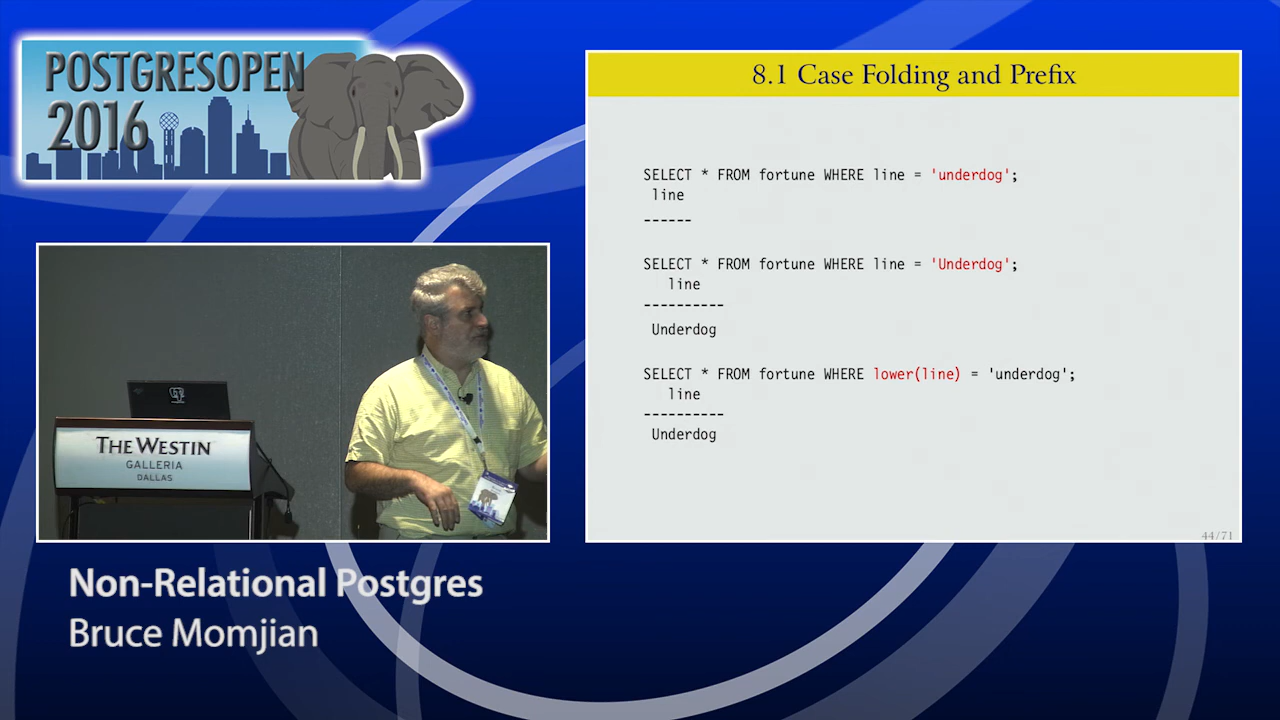 POSTGRESOPEN
2016
8.1 Case Folding and Prefix
SELECT * FROM fortune WHERE line = 'underdog';
line
------
SELECT * FROM fortune WHERE line = 'Underdog';
line
----------
Underdog
SELECT * FROM fortune WHERE lower(line) = 'underdog';
line
----------
Underdog
44/71
THE WESTIN
GALLERIA
DALLAS
hp
Non-Relational Postgres
Bruce Momjian